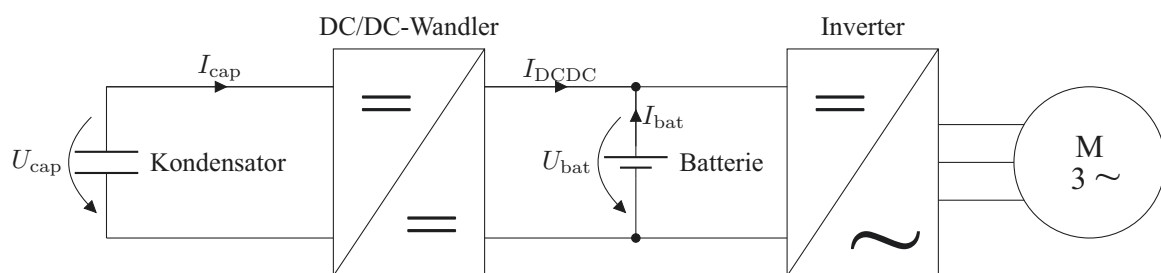 DC/DC-Wandler
Inverter
I_cap
I_DCDC
I_bat
U_cap
Kondensator
U_bat
Batterie
M
3 ~